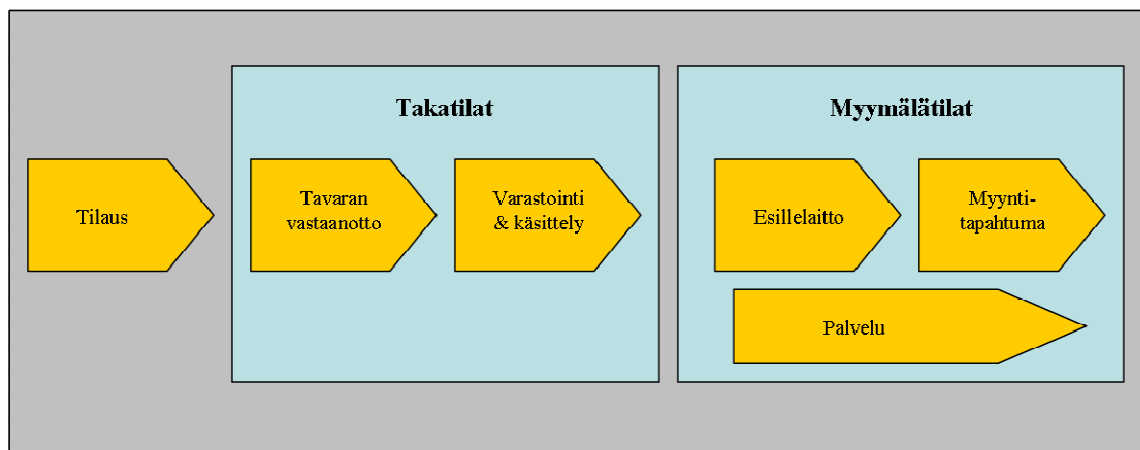 Takatilat
Myymälätilat
Tilaus
Tavaran
vastaanotto
Varastointi
& käsittely
Esillelaitto
Myynti-
tapahtuma
Palvelu